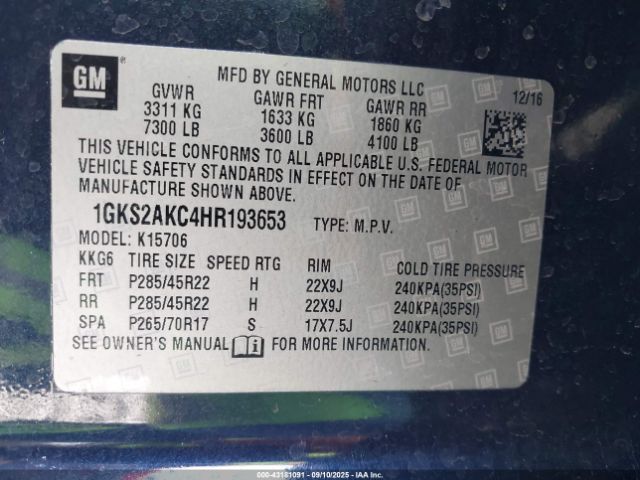 GM
MFD BY GENERAL MOTORS LLC
12/16
GVWR GAWR FRT GAWR RR
3311 KG 1633 KG 1860 KG
7300 LB 3600 LB 4100 LB
THIS VEHICLE CONFORMS TO ALL APPLICABLE U.S. FEDERAL MOTOR
VEHICLE SAFETY STANDARDS IN EFFECT ON THE DATE OF
MANUFACTURE SHOWN ABOVE.
1GKS2AKC4HR193653 TYPE: M.P.V.
MODEL: K15706
KKG6 TIRE SIZE SPEED RTG RIM COLD TIRE PRESSURE
FRT P285/45R22 H 22X9J 240KPA(35PSI)
RR P285/45R22 H 22X9J 240KPA(35PSI)
SPA P265/70R17 S 17X7.5J 240KPA(35PSI)
SEE OWNER'S MANUAL FOR MORE INFORMATION.
000-43181091 - 09/10/2025 - COPART IAA